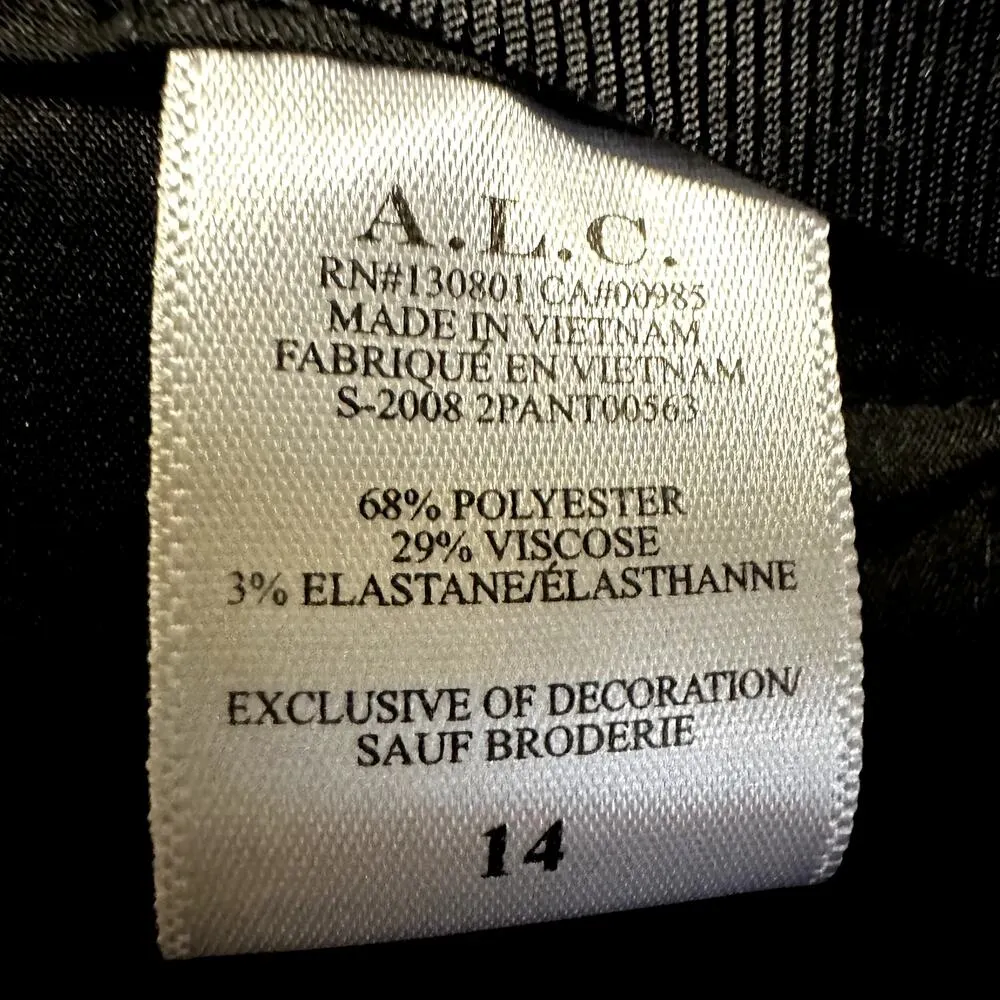 A.L.C.
RN#130801 CA#00985
MADE IN VIETNAM
FABRIQUÉ EN VIETNAM
S-2008 2PANT00563
68% POLYESTER
29% VISCOSE
3% ELASTANE/ÉLASTHANNE
EXCLUSIVE OF DECORATION/
SAUF BRODERIE
14